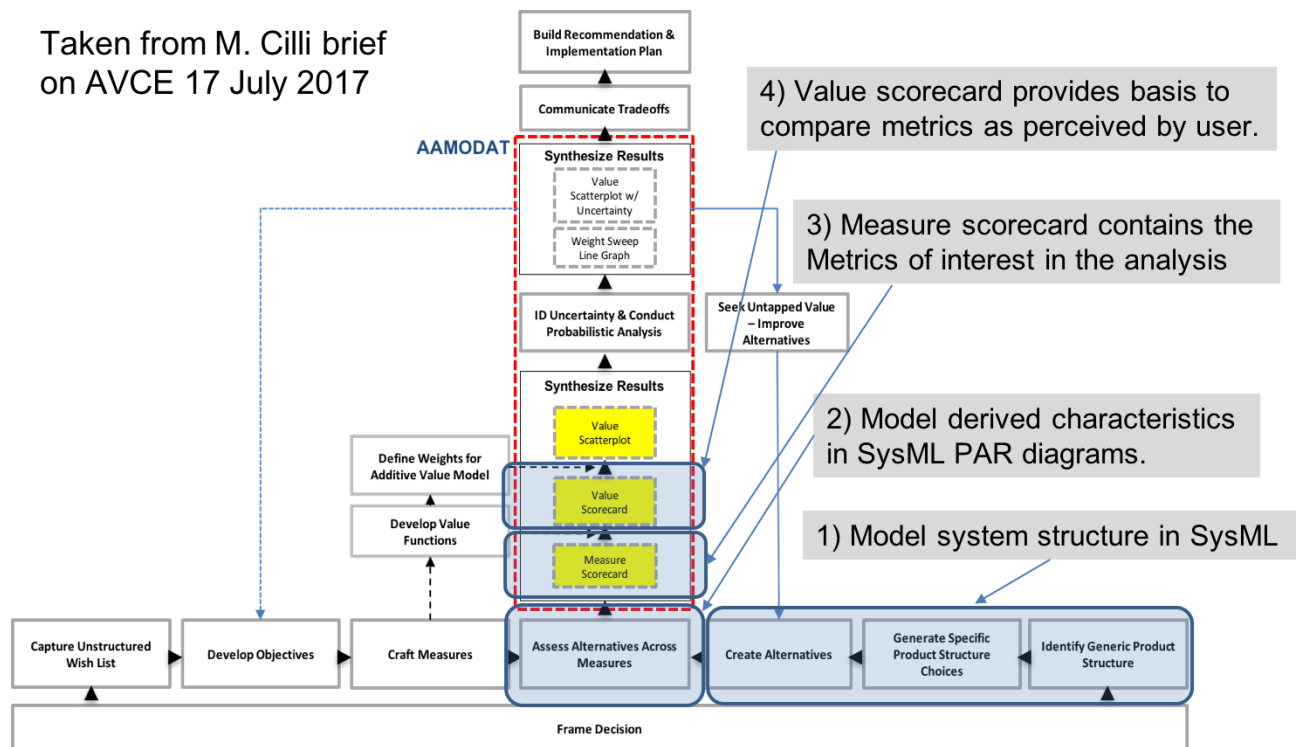 Taken from M. Cilli brief
on AVCE 17 July 2017
Build Recommendation &
Implementation Plan
Communicate Tradeoffs
AAMODAT
Synthesize Results
Value
Scatterplot w/
Uncertainty
Weight Sweep
Line Graph
ID Uncertainty & Conduct
Probabilistic Analysis
Seek Untapped Value
– Improve
Alternatives
Synthesize Results
Value
Scatterplot
Define Weights for
Additive Value Model
Value
Scorecard
Develop Value
Functions
Measure
Scorecard
4) Value scorecard provides basis to
compare metrics as perceived by user.
3) Measure scorecard contains the
Metrics of interest in the analysis
2) Model derived characteristics
in SysML PAR diagrams.
1) Model system structure in SysML
Capture Unstructured
Wish List
Develop Objectives
Craft Measures
Assess Alternatives Across
Measures
Create Alternatives
Generate Specific
Product Structure
Choices
Identify Generic Product
Structure
Frame Decision